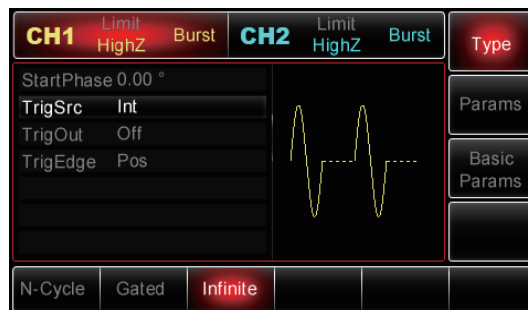 CH1 Limit HighZ Burst CH2 Limit HighZ Burst Type
StartPhase 0.00 °
TrigSrc Int
TrigOut Off
TrigEdge Pos
Params
Basic
Params
N-Cycle Gated Infinite